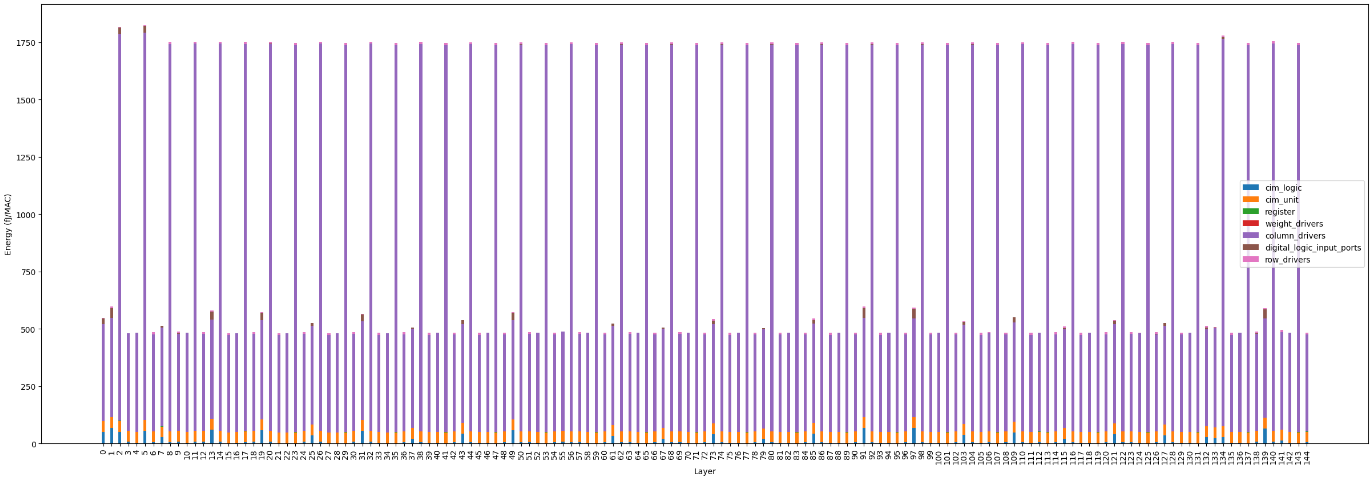 1750
1500
1250
1000
750
500
250
0
Energy (fJ/MAC)
cim_logic
cim_unit
register
weight_drivers
column_drivers
digital_logic_input_ports
row_drivers
0 1 2 3 4 5 6 7 8 9 10 11 12 13 14 15 16 17 18 19 20 21 22 23 24 25 26 27 28 29 30 31 32 33 34 35 36 37 38 39 40 41 42 43 44 45 46 47 48 49 50 51 52 53 54 55 56 57 58 59 60 61 62 63 64 65 66 67 68 69 70 71 72 73 74 75 76 77 78 79 80 81 82 83 84 85 86 87 88 89 90 91 92 93 94 95 96 97 98 99 100 101 102 103 104 105 106 107 108 109 110 111 112 113 114 115 116 117 118 119 120 121 122 123 124 125 126 127 128 129 130 131 132 133 134 135 136 137 138 139 140 141 142 143 144
Layer